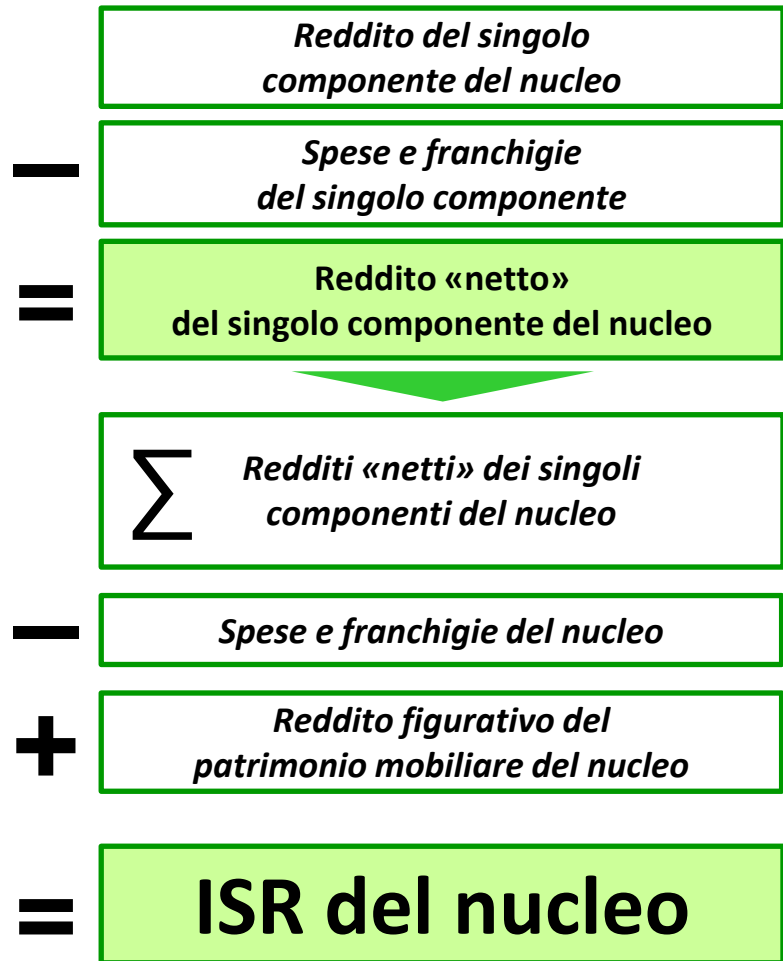 Reddito del singolo
componente del nucleo
− Spese e franchigie
del singolo componente
= Reddito «netto»
del singolo componente del nucleo
∑ Redditi «netti» dei singoli
componenti del nucleo
− Spese e franchigie del nucleo
+ Reddito figurativo del
patrimonio mobiliare del nucleo
= ISR del nucleo